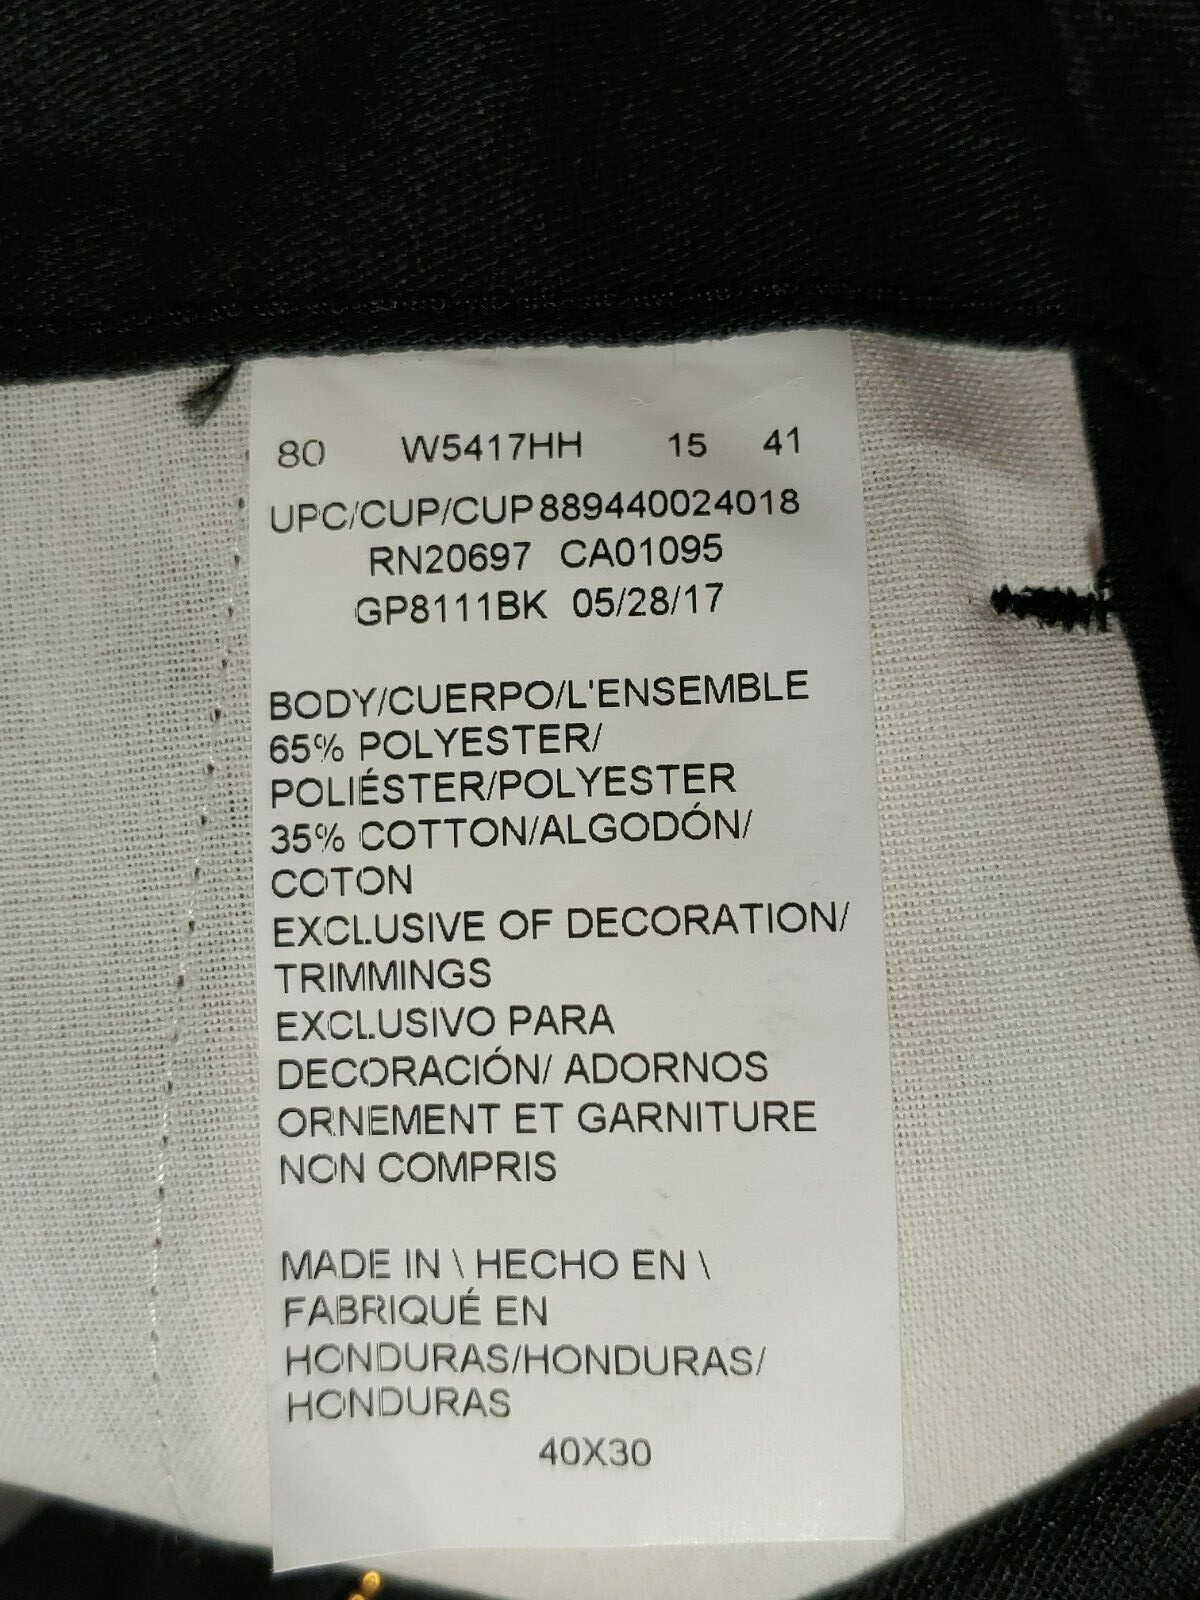 80 W5417HH 15 41
UPC/CUP/CUP889440024018
RN20697 CA01095
GP8111BK 05/28/17
BODY/CUERPO/L'ENSEMBLE
65% POLYESTER/
POLIÉSTER/POLYESTER
35% COTTON/ALGODÓN/
COTON
EXCLUSIVE OF DECORATION/
TRIMMINGS
EXCLUSIVO PARA
DECORACIÓN/ ADORNOS
ORNEMENT ET GARNITURE
NON COMPRIS
MADE IN \ HECHO EN \
FABRIQUÉ EN
HONDURAS/HONDURAS/
HONDURAS
40X30